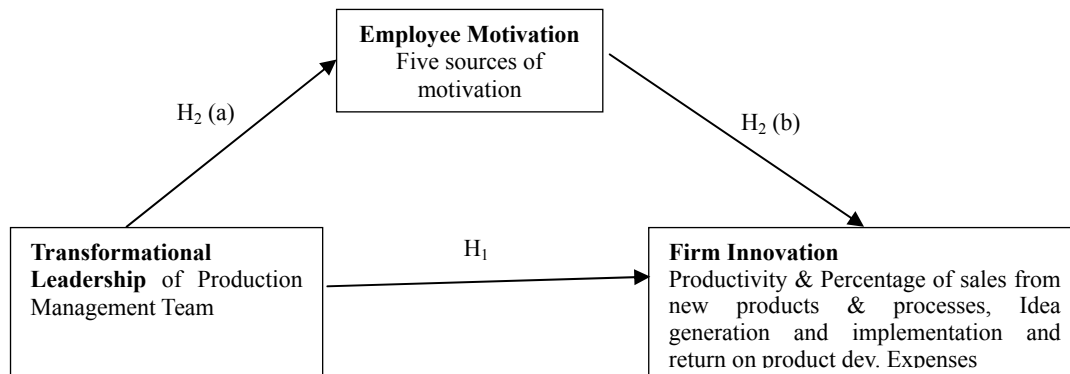 Employee Motivation
Five sources of
motivation
H₂ (a)
H₂ (b)
Transformational
Leadership of Production
Management Team
H₁
Firm Innovation
Productivity & Percentage of sales from
new products & processes, Idea
generation and implementation and
return on product dev. Expenses